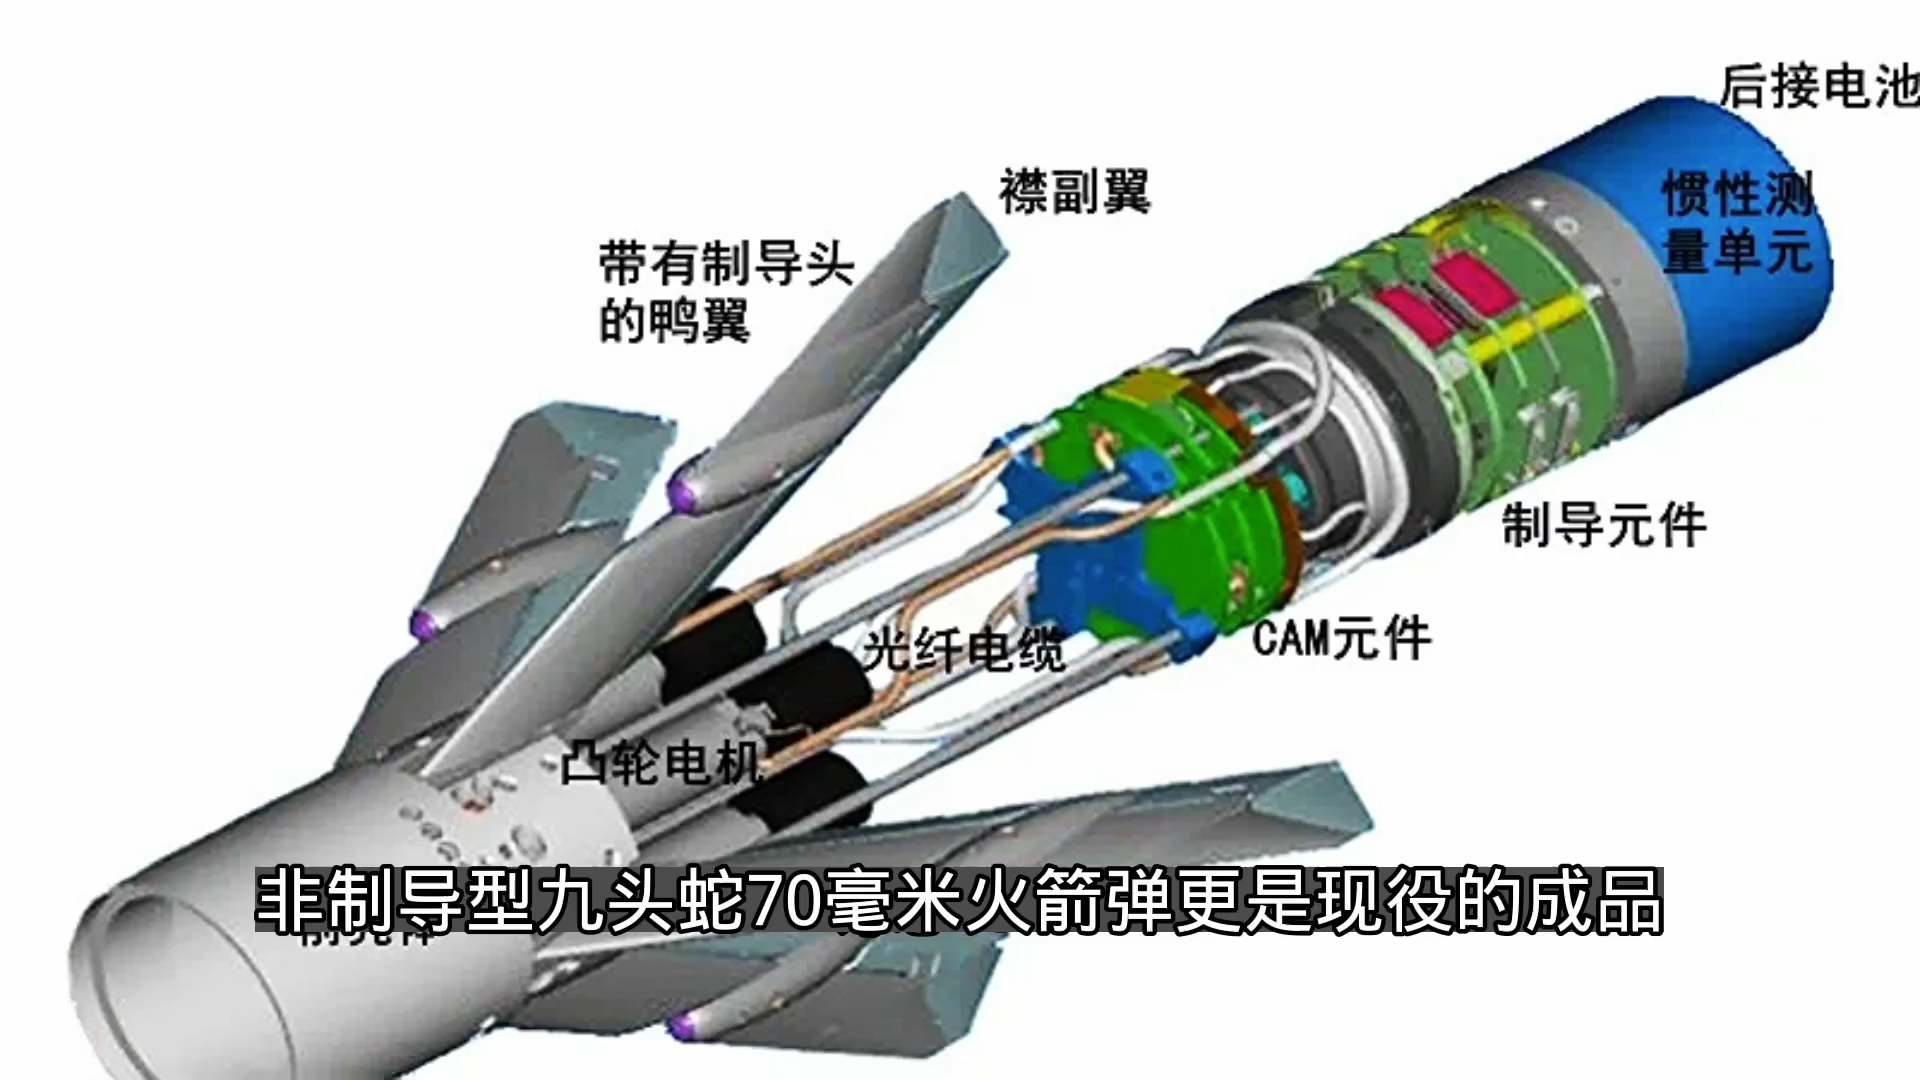 后接电池
惯性测
量单元
襟副翼
带有制导头
的鸭翼
制导元件
CAM元件
光纤电缆
凸轮电机
非制导型九头蛇70毫米火箭弹更是现役的成品